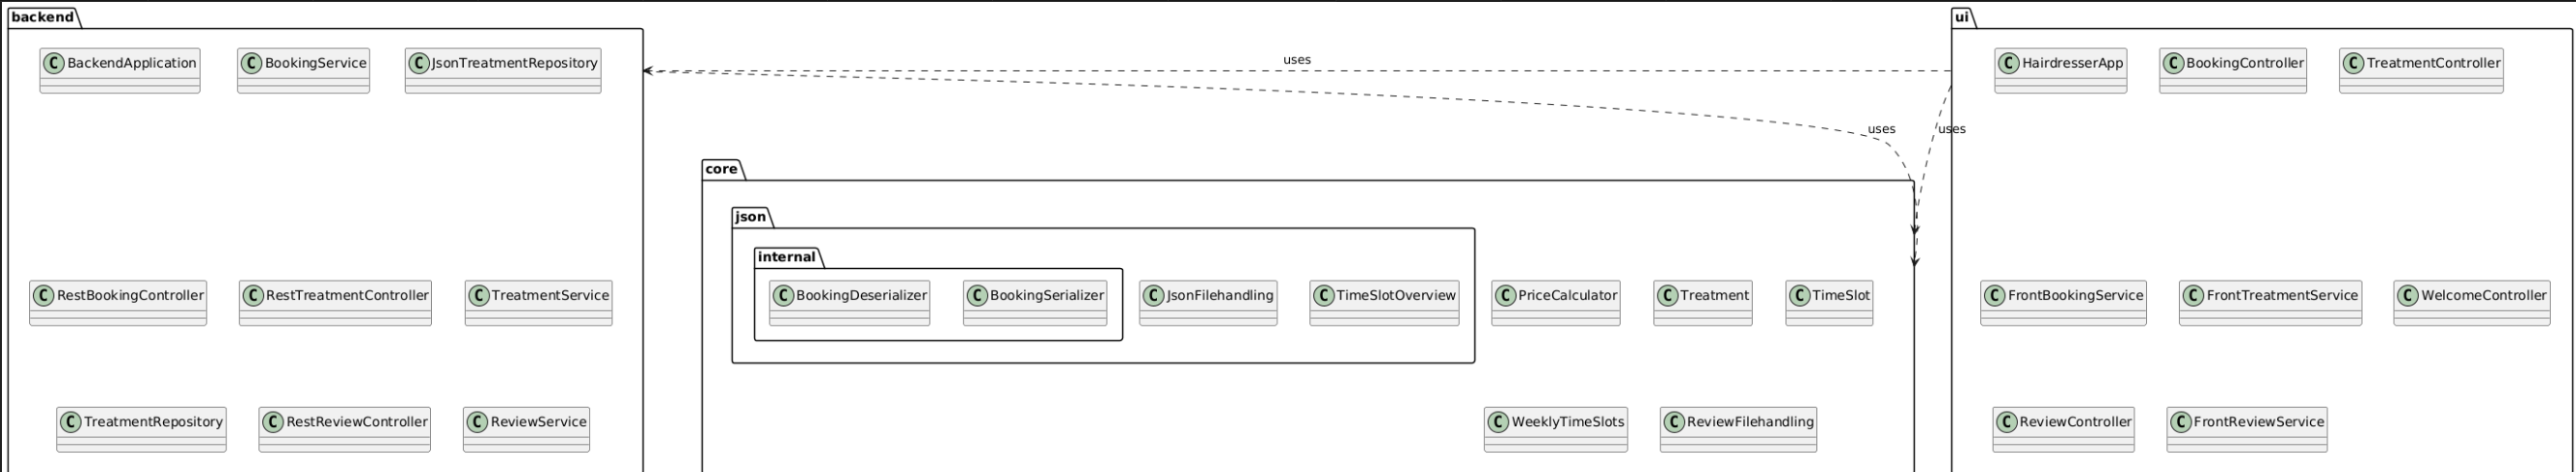 backend
C BackendApplication
C BookingService
C JsonTreatmentRepository
C RestBookingController
C RestTreatmentController
C TreatmentService
C TreatmentRepository
C RestReviewController
C ReviewService
uses
uses
uses
core
json
internal
C BookingDeserializer
C BookingSerializer
C JsonFilehandling
C TimeSlotOverview
C PriceCalculator
C Treatment
C TimeSlot
C WeeklyTimeSlots
C ReviewFilehandling
ui
C HairdresserApp
C BookingController
C TreatmentController
C FrontBookingService
C FrontTreatmentService
C WelcomeController
C ReviewController
C FrontReviewService